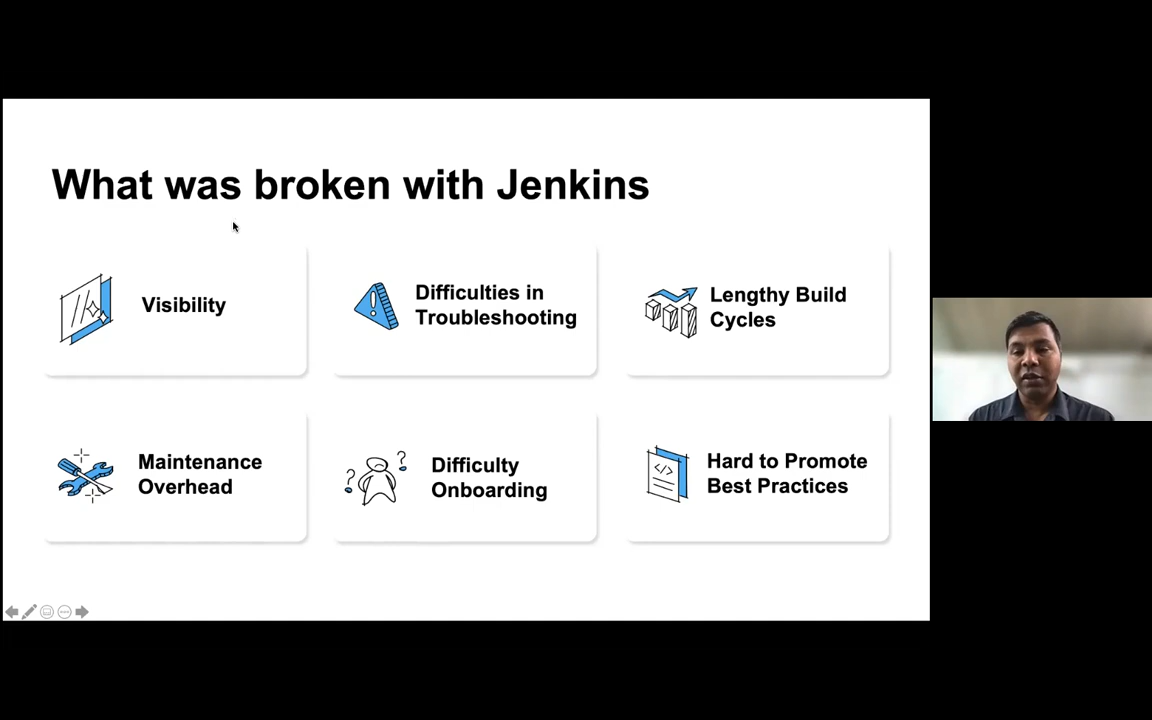 What was broken with Jenkins
Visibility
Difficulties in
Troubleshooting
Lengthy Build
Cycles
Maintenance
Overhead
Difficulty
Onboarding
Hard to Promote
Best Practices